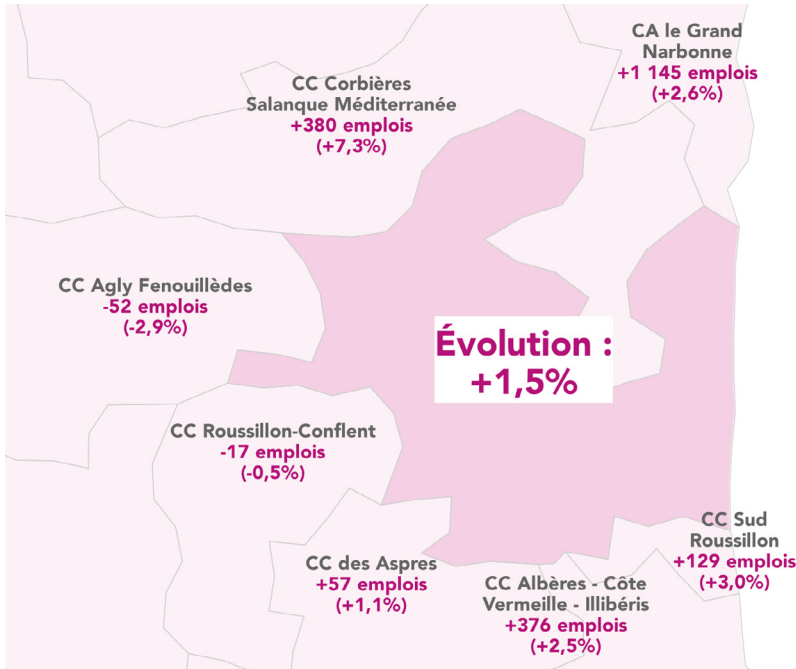 CA le Grand
Narbonne
+1 145 emplois
(+2,6%)
CC Corbières
Salanque Méditerranée
+380 emplois
(+7,3%)
CC Agly Fenouillèdes
-52 emplois
(-2,9%)
Évolution :
+1,5%
CC Roussillon-Conflent
-17 emplois
(-0,5%)
CC Sud
Roussillon
+129 emplois
(+3,0%)
CC des Aspres
+57 emplois
(+1,1%)
CC Albères - Côte
Vermeille - Illibéris
+376 emplois
(+2,5%)